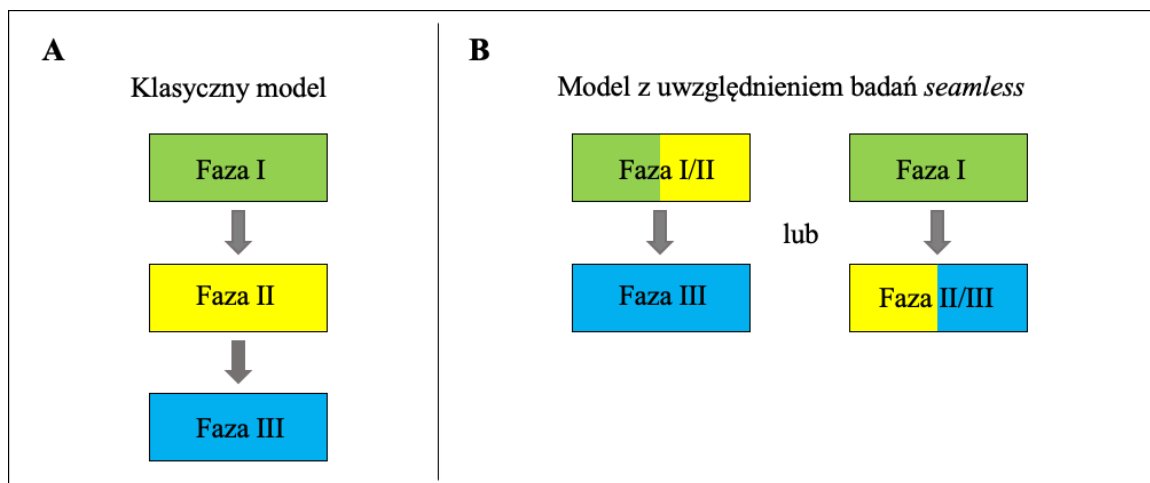 A
Klasyczny model
Faza I
Faza II
Faza III
B
Model z uwzględnieniem badań seamless
Faza I/II
Faza III
lub
Faza I
Faza II/III